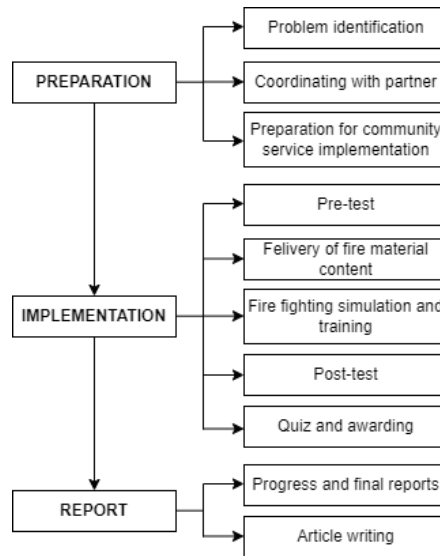 Problem identification
PREPARATION
Coordinating with partner
Preparation for community
service implementation
Pre-test
Felivery of fire material
content
IMPLEMENTATION
Fire fighting simulation and
training
Post-test
Quiz and awarding
Progress and final reports
REPORT
Article writing